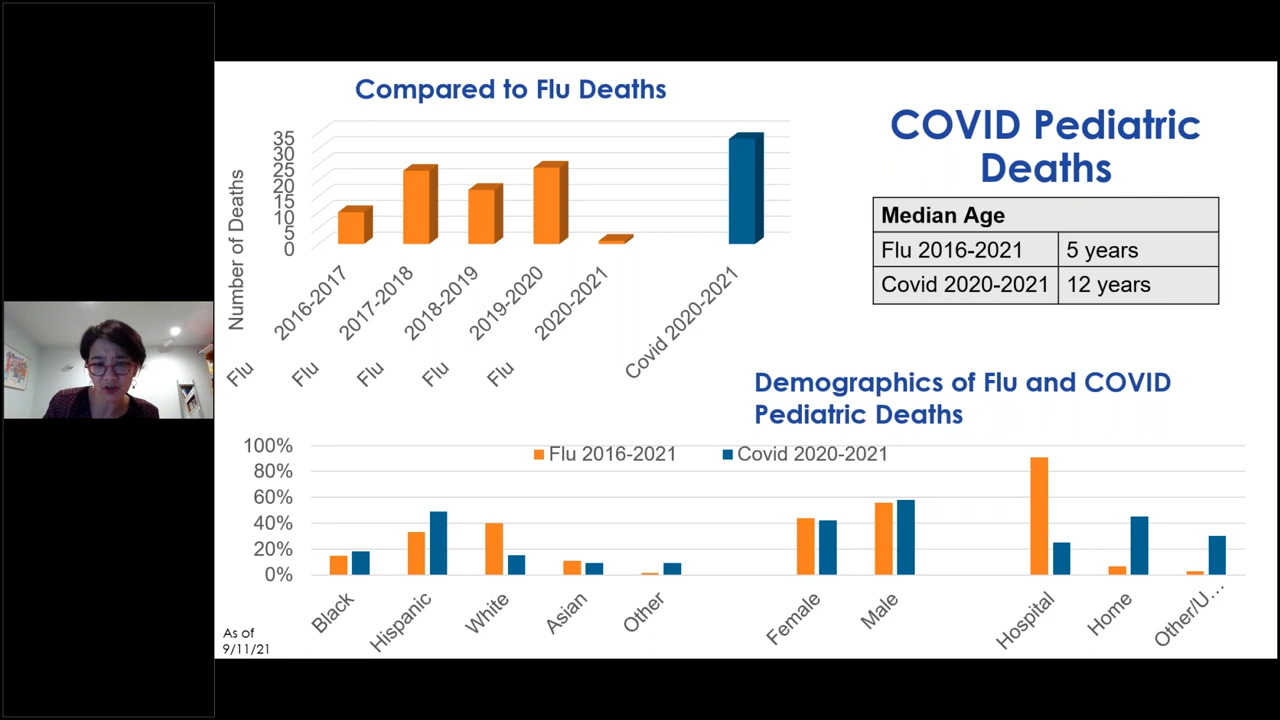 Compared to Flu Deaths
Number of Deaths
35
30
25
20
15
10
5
0
Flu 2016-2017
Flu 2017-2018
Flu 2018-2019
Flu 2019-2020
Flu 2020-2021
Covid 2020-2021
COVID Pediatric
Deaths
Median Age
Flu 2016-2021 5 years
Covid 2020-2021 12 years
Demographics of Flu and COVID
Pediatric Deaths
Flu 2016-2021 Covid 2020-2021
100%
80%
60%
40%
20%
0%
Black
Hispanic
White
Asian
Other
Female
Male
Hospital
Home
Other/U...
As of
9/11/21